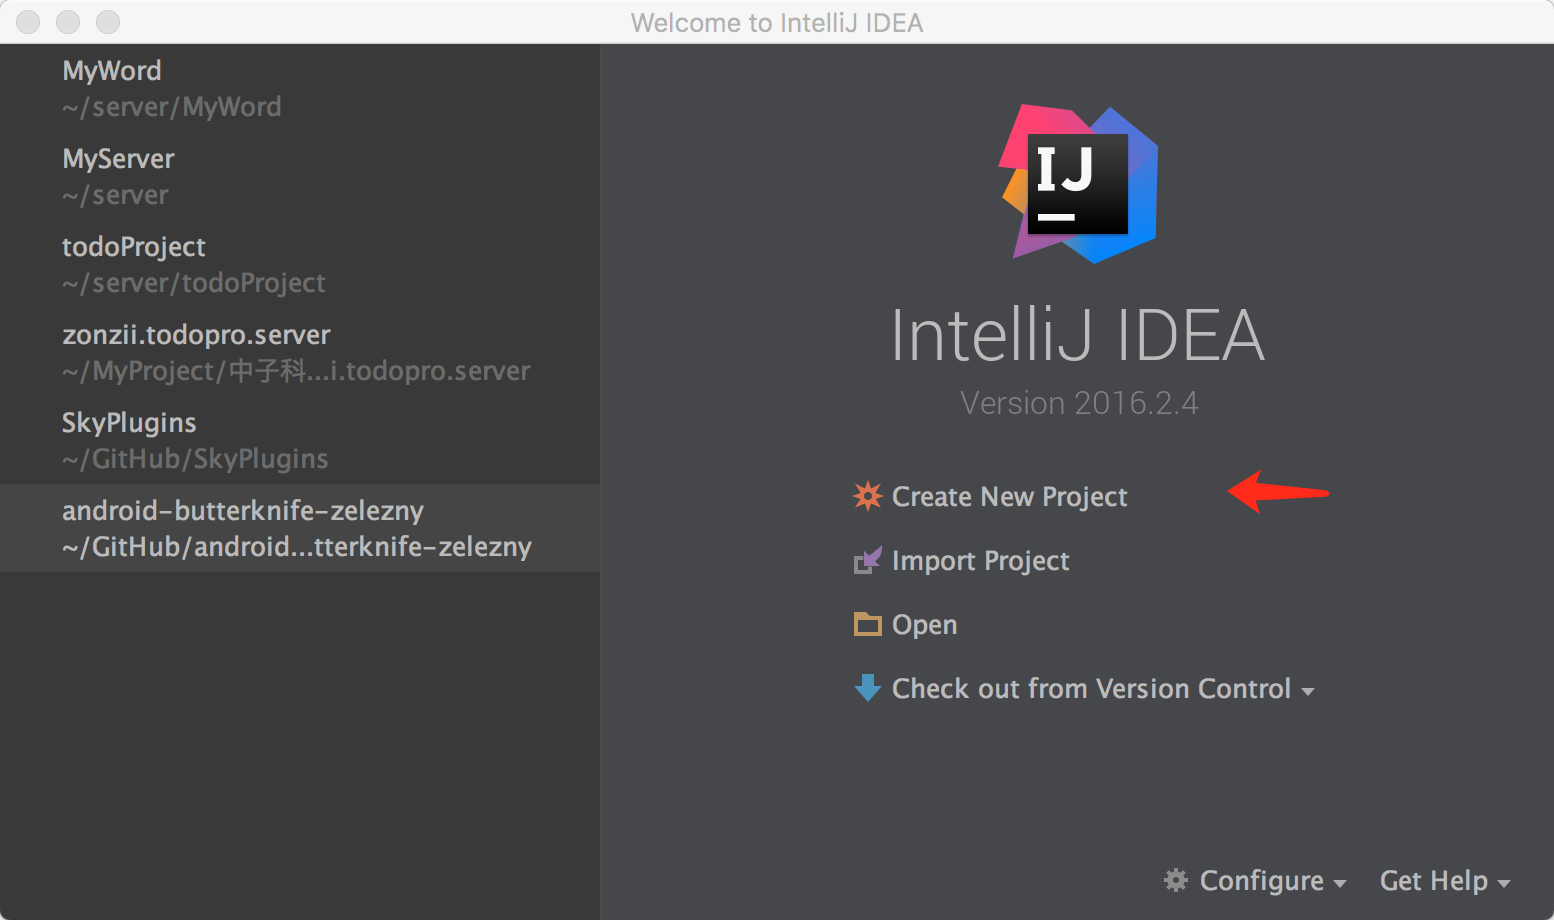 Welcome to IntelliJ IDEA
MyWord
~/server/MyWord
MyServer
~/server
todoProject
~/server/todoProject
zonzii.todopro.server
~/MyProject/中子科...i.todopro.server
SkyPlugins
~/GitHub/SkyPlugins
android-butterknife-zelezny
~/GitHub/android...tterknife-zelezny
IJ
IntelliJ IDEA
Version 2016.2.4
Create New Project
Import Project
Open
Check out from Version Control
Configure
Get Help